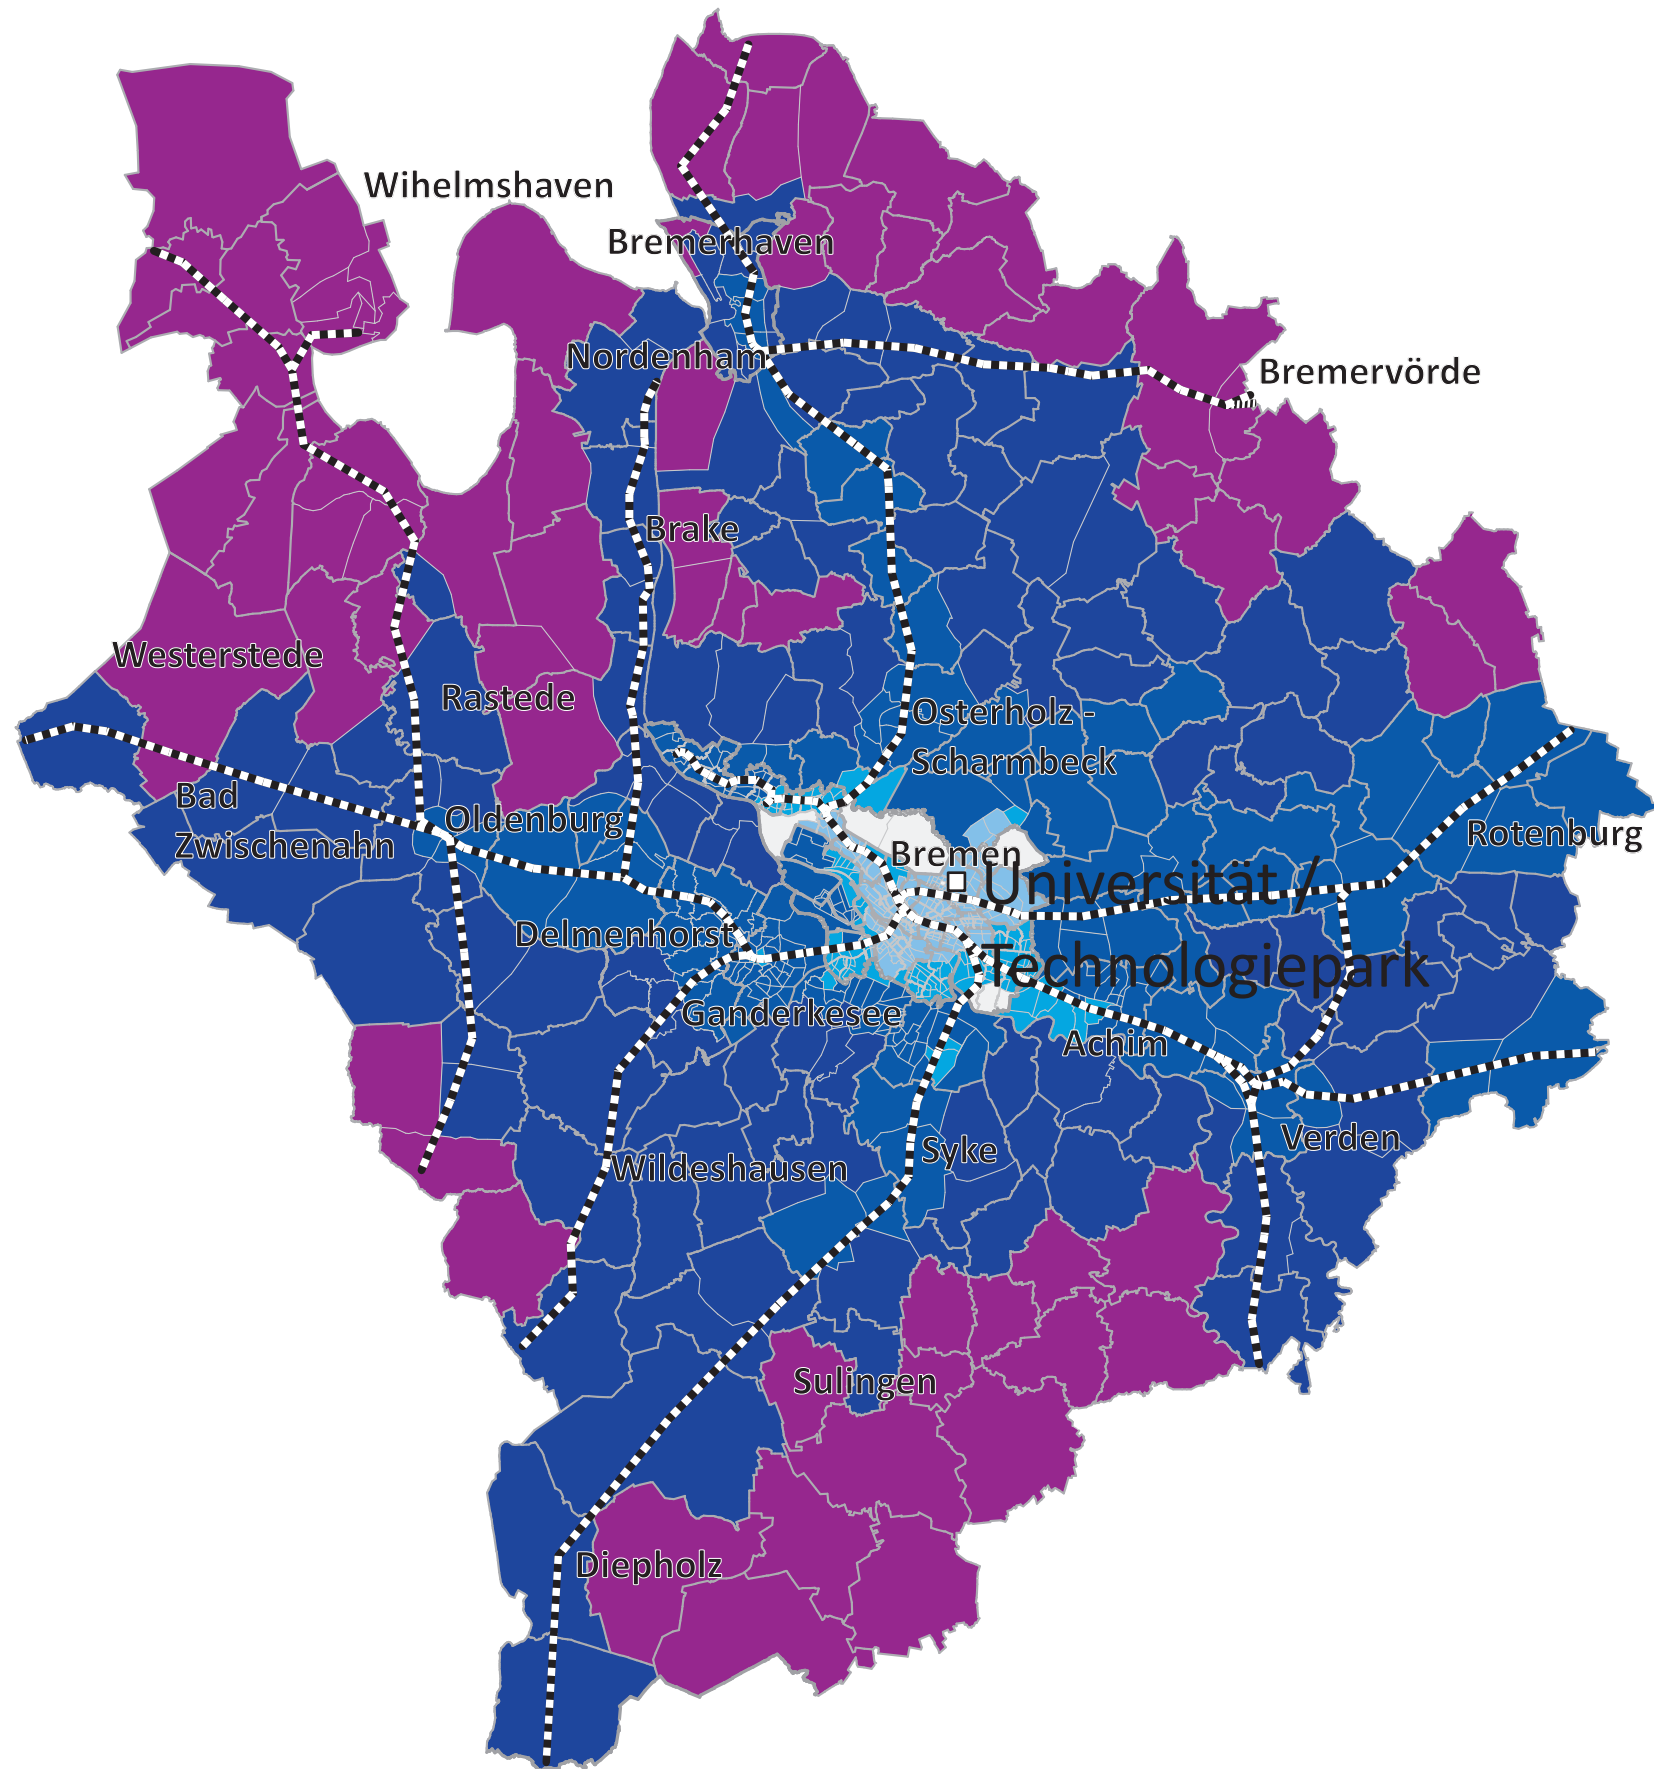 Wihelmshaven
Bremerhaven
Nordenham
Bremervörde
Brake
Westerstede
Rastede
Osterholz -
Scharmbeck
Bad
Zwischenahn
Oldenburg
Rotenburg
Bremen
Universität /
Technologiepark
Delmenhorst
Ganderkesee
Achim
Verden
Syke
Wildeshausen
Sulingen
Diepholz